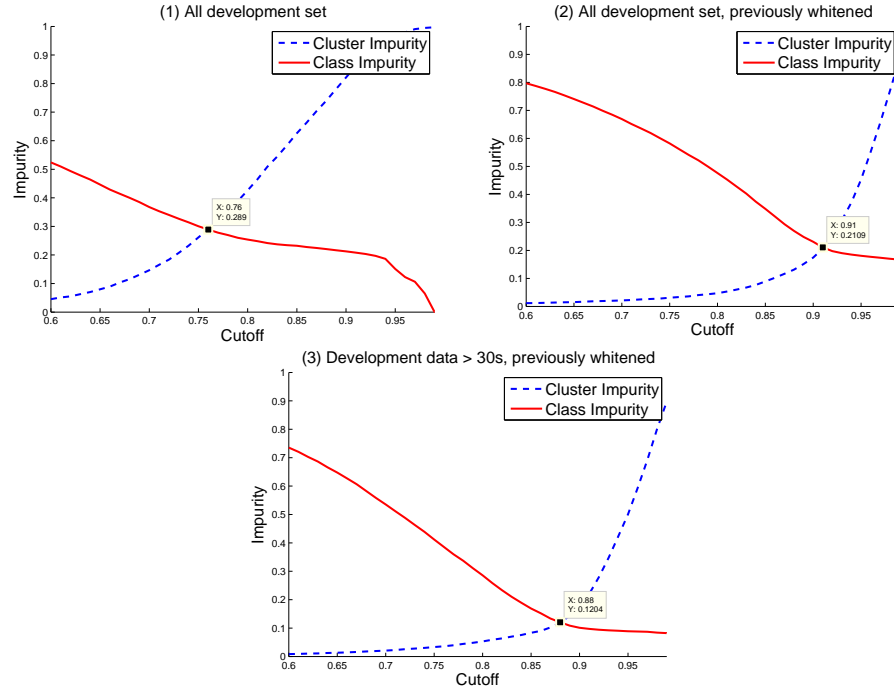 (1) All development set
Cluster Impurity
Class Impurity
1
0.9
0.8
0.7
0.6
0.5
0.4
0.3
0.2
0.1
0
Impurity
X: 0.76
Y: 0.289
0.6 0.65 0.7 0.75 0.8 0.85 0.9 0.95
Cutoff
(2) All development set, previously whitened
Cluster Impurity
Class Impurity
1
0.9
0.8
0.7
0.6
0.5
0.4
0.3
0.2
0.1
0
Impurity
X: 0.91
Y: 0.2109
0.6 0.65 0.7 0.75 0.8 0.85 0.9 0.95
Cutoff
(3) Development data > 30s, previously whitened
Cluster Impurity
Class Impurity
1
0.9
0.8
0.7
0.6
0.5
0.4
0.3
0.2
0.1
0
Impurity
X: 0.88
Y: 0.1204
0.6 0.65 0.7 0.75 0.8 0.85 0.9 0.95
Cutoff